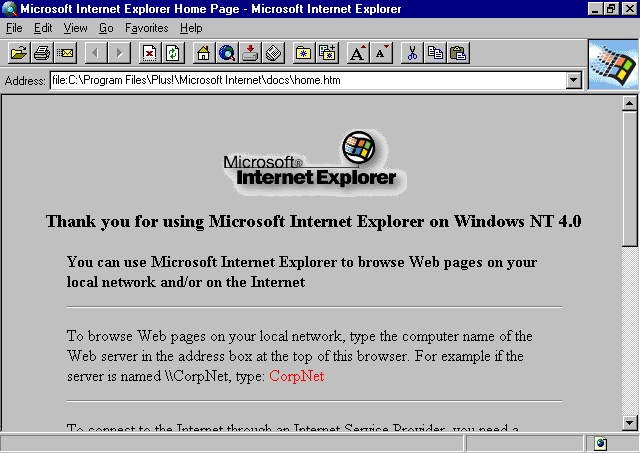 Microsoft Internet Explorer Home Page - Microsoft Internet Explorer
File Edit View Go Favorites Help
Address: file:C:\Program Files\Plus!\Microsoft Internet\docs\home.htm
Microsoft®
Internet Explorer
Thank you for using Microsoft Internet Explorer on Windows NT 4.0
You can use Microsoft Internet Explorer to browse Web pages on your
local network and/or on the Internet
To browse Web pages on your local network, type the computer name of the
Web server in the address box at the top of this browser. For example if the
server is named \\CorpNet, type: CorpNet
To connect to the Internet through an Internet Service Provider, you need a